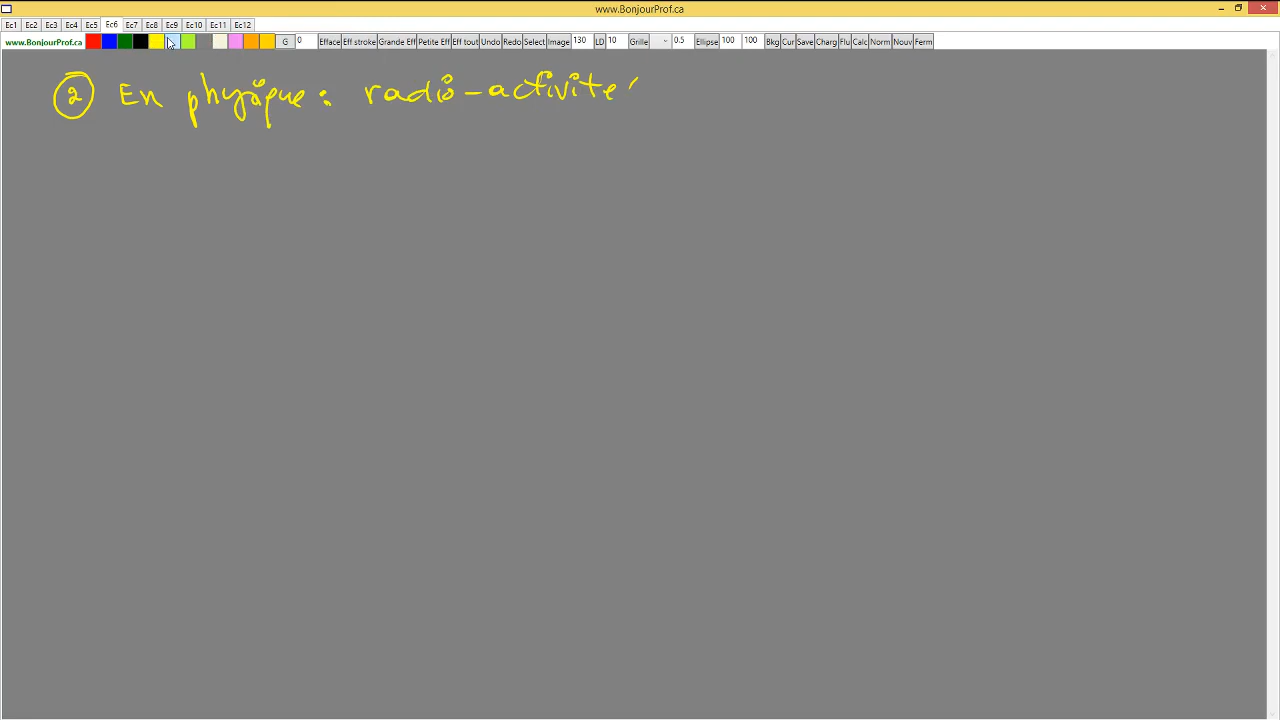 www.BonjourProf.ca
Ec1 Ec2 Ec3 Ec4 Ec5 Ec6 Ec7 Ec8 Ec9 Ec10 Ec11 Ec12
www.BonjourProf.ca G 0 Efface Eff stroke Grande Eff Petite Eff Eff tout Undo Redo Select Image 130 LD 10 Grille 0.5 Ellipse 100 100 Bkg Cur Save Charg Flu Calc Norm Nouv Ferm
2 En physique : radio-activité